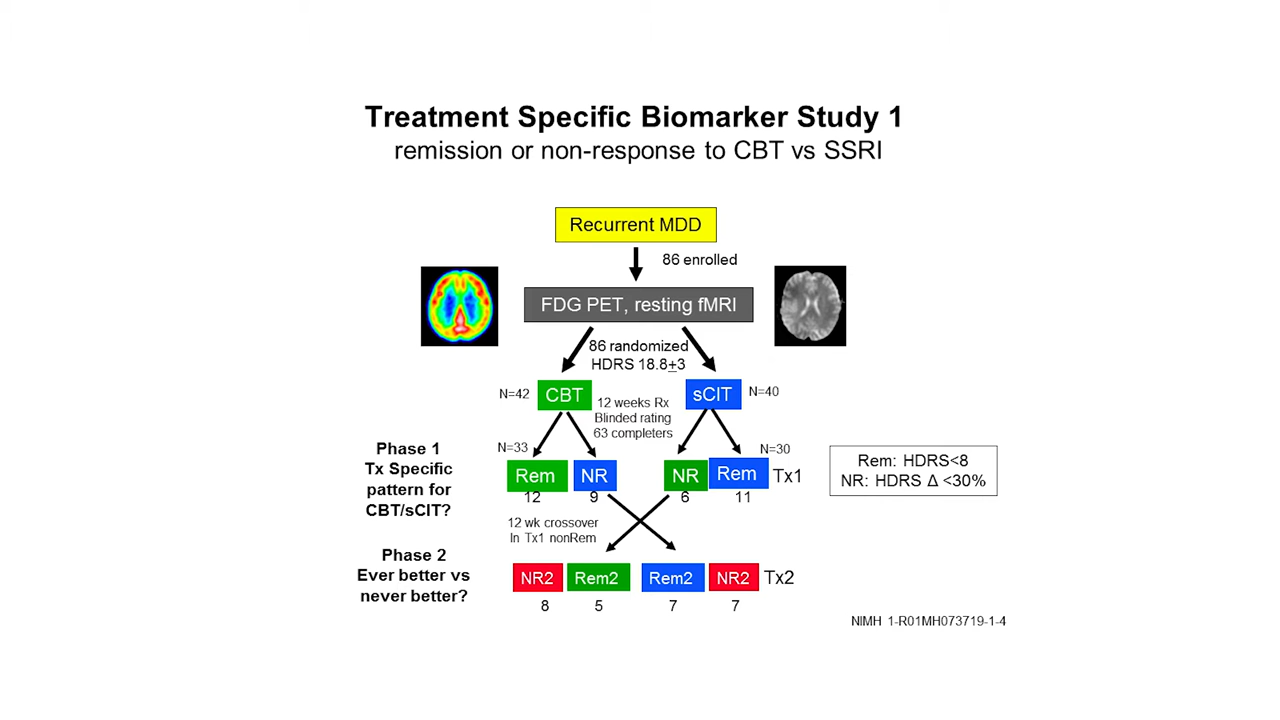 Treatment Specific Biomarker Study 1
remission or non-response to CBT vs SSRI
Recurrent MDD
86 enrolled
FDG PET, resting fMRI
86 randomized
HDRS 18.8±3
N=42
CBT
sCIT
N=40
12 weeks Rx
Blinded rating
63 completers
N=33
N=30
Phase 1
Tx Specific
pattern for
CBT/sCIT?
Rem
NR
NR
Rem
Tx1
12
9
6
11
Rem: HDRS<8
NR: HDRS Δ <30%
12 wk crossover
In Tx1 nonRem
Phase 2
Ever better vs
never better?
NR2
Rem2
Rem2
NR2
Tx2
8
5
7
7
NIMH 1-R01MH073719-1-4